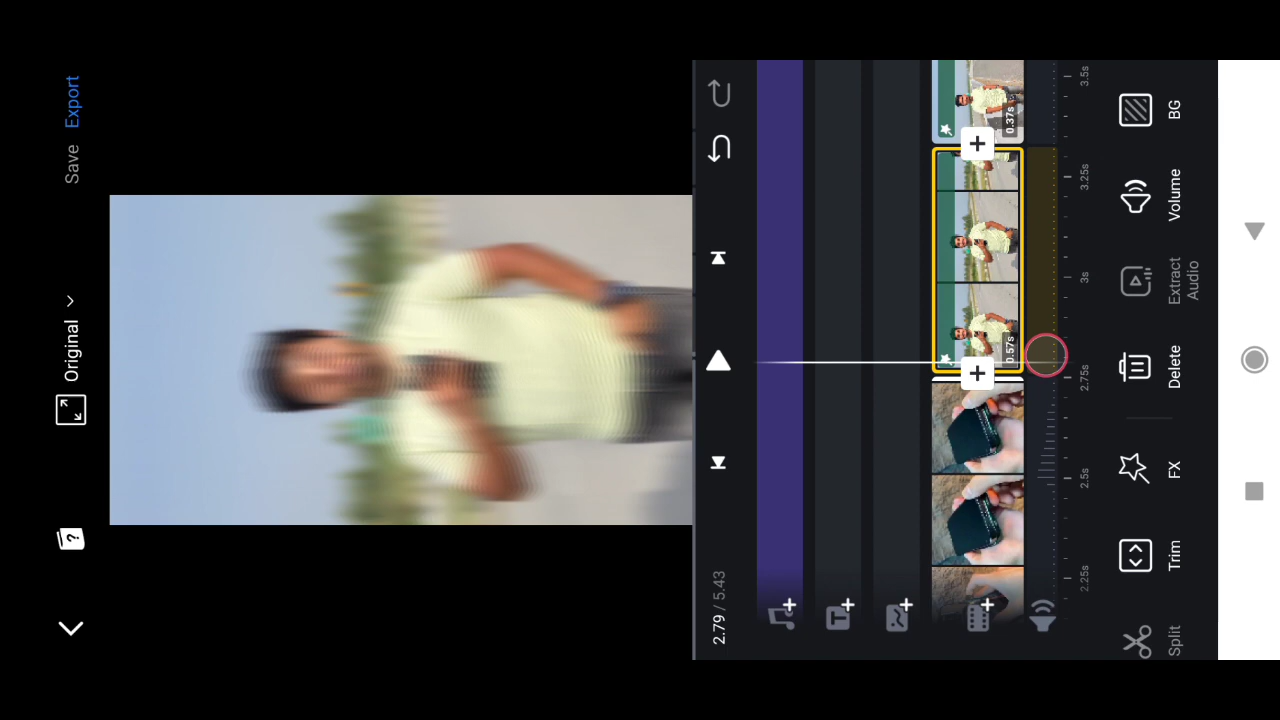 Original
Save
Export
2.79 / 5.43
T
0.57s
0.37s
2.25s
2.5s
2.75s
3s
3.25s
3.5s
Split
Trim
FX
Delete
Extract
Audio
Volume
BG
?